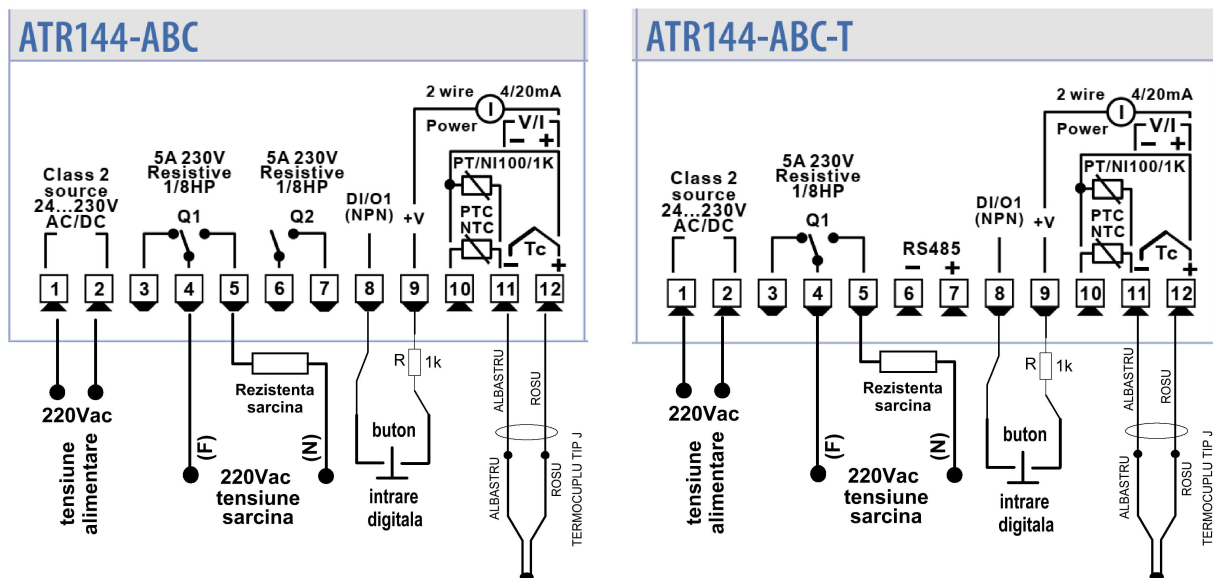 ATR144-ABC
2 wire 4/20mA
Power
V/I
− +
5A 230V
Resistive
1/8HP
5A 230V
Resistive
1/8HP
PT/NI100/1K
Class 2
source
24...230V
AC/DC
Q1
Q2
DI/O1
(NPN)
+V
PTC
NTC
Tc
− +
1 2 3 4 5 6 7 8 9 10 11 12
R 1k
Rezistenta
sarcina
ALBASTRU
ROSU
220Vac
tensiune
alimentare
(F)
(N)
220Vac
tensiune
sarcina
buton
intrare
digitala
ALBASTRU
ROSU
TERMOCUPLU TIP J
ATR144-ABC-T
2 wire 4/20mA
Power
V/I
− +
5A 230V
Resistive
1/8HP
PT/NI100/1K
Class 2
source
24...230V
AC/DC
Q1
RS485
− +
DI/O1
(NPN)
+V
PTC
NTC
Tc
− +
1 2 3 4 5 6 7 8 9 10 11 12
R 1k
Rezistenta
sarcina
ALBASTRU
ROSU
220Vac
tensiune
alimentare
(F)
(N)
220Vac
tensiune
sarcina
buton
intrare
digitala
ALBASTRU
ROSU
TERMOCUPLU TIP J